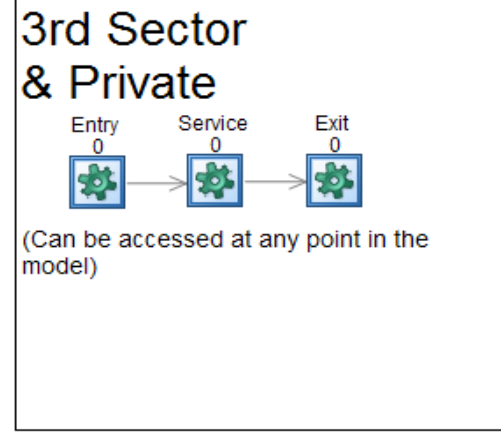 3rd Sector
& Private
Entry Service Exit
0 0 0
(Can be accessed at any point in the
model)